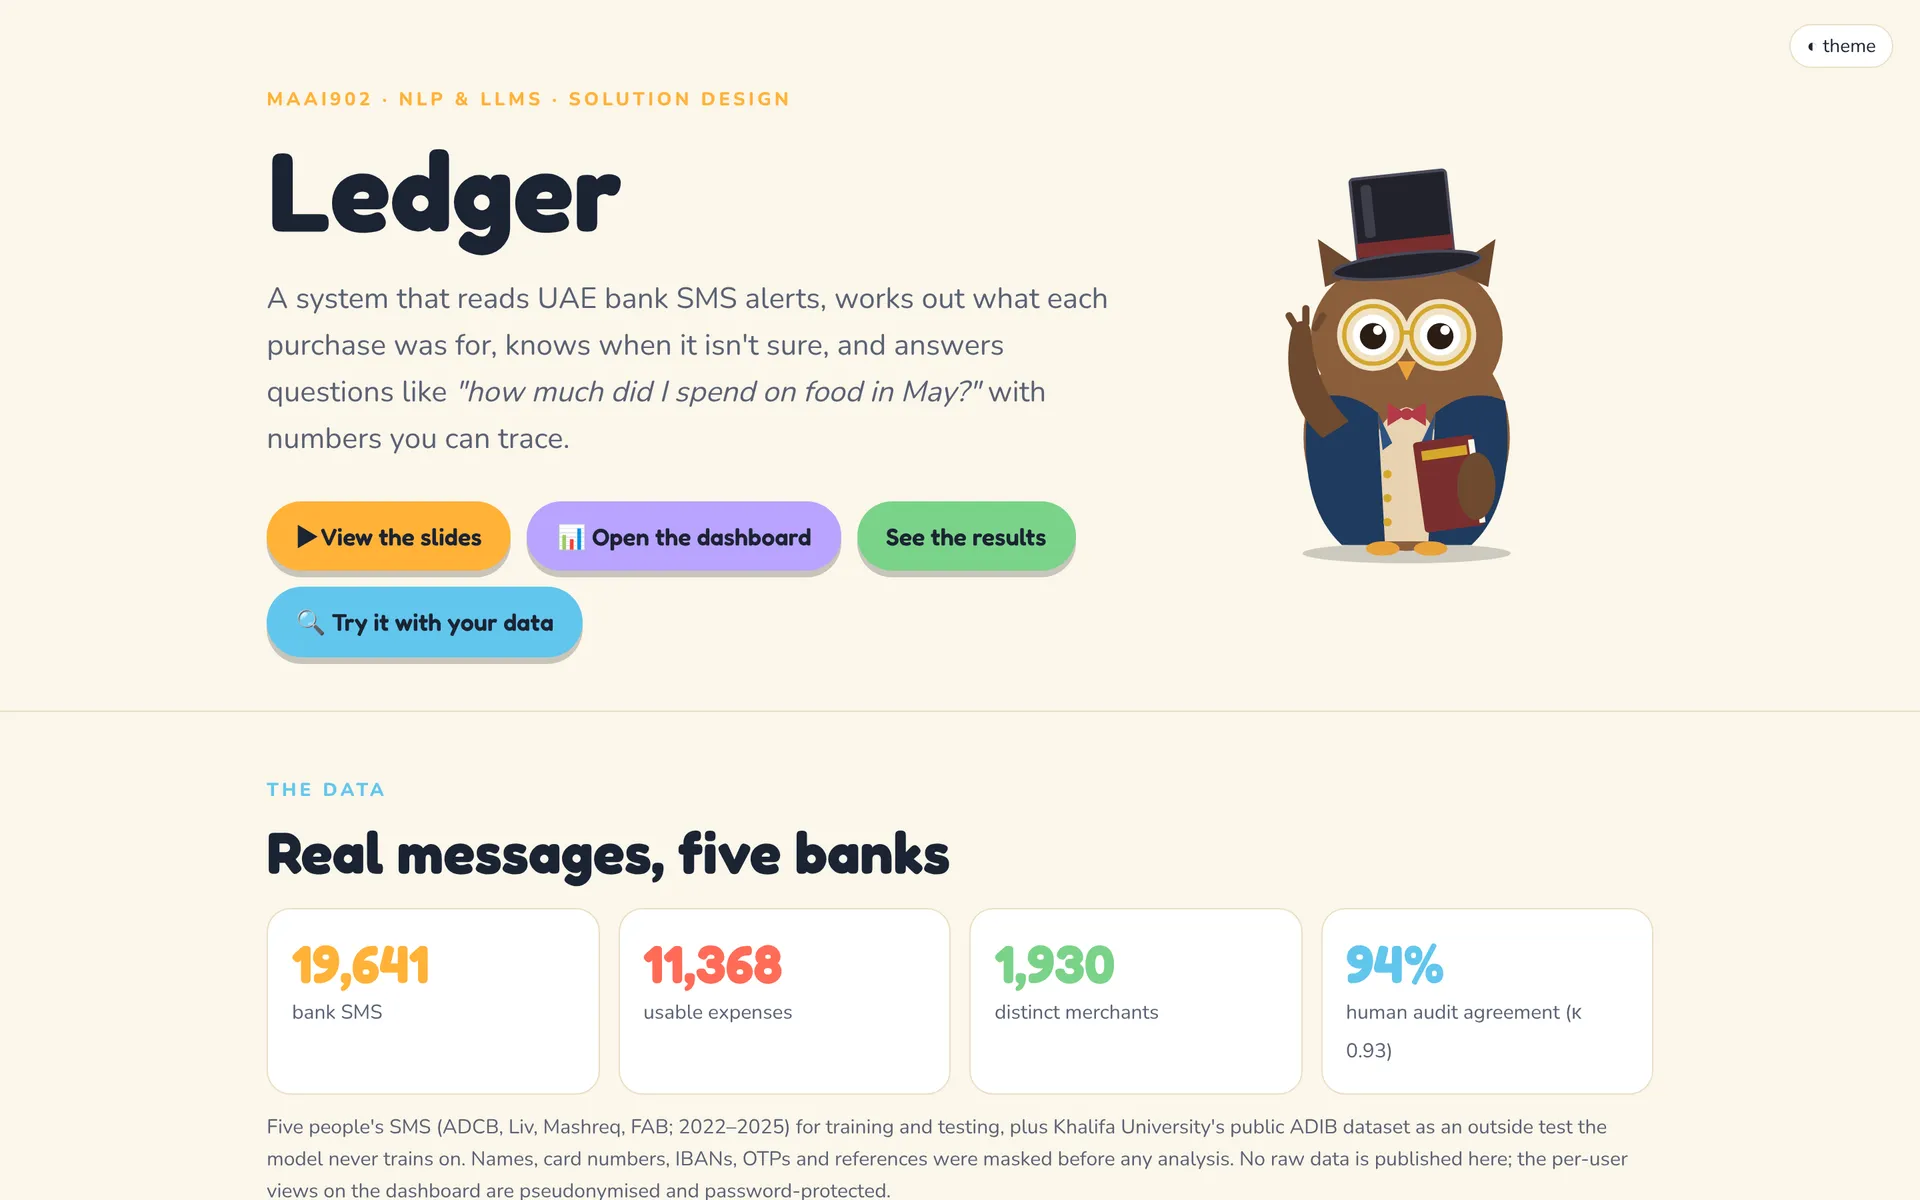 ◖ theme
MAAI902 · NLP & LLMS · SOLUTION DESIGN
Ledger
A system that reads UAE bank SMS alerts, works out what each
purchase was for, knows when it isn't sure, and answers
questions like "how much did I spend on food in May?" with
numbers you can trace.
▶ View the slides
📊 Open the dashboard
See the results
🔍 Try it with your data
THE DATA
Real messages, five banks
19,641
bank SMS
11,368
usable expenses
1,930
distinct merchants
94%
human audit agreement (κ
0.93)
Five people's SMS (ADCB, Liv, Mashreq, FAB; 2022–2025) for training and testing, plus Khalifa University's public ADIB dataset as an outside test the
model never trains on. Names, card numbers, IBANs, OTPs and references were masked before any analysis. No raw data is published here; the per-user
views on the dashboard are pseudonymised and password-protected.